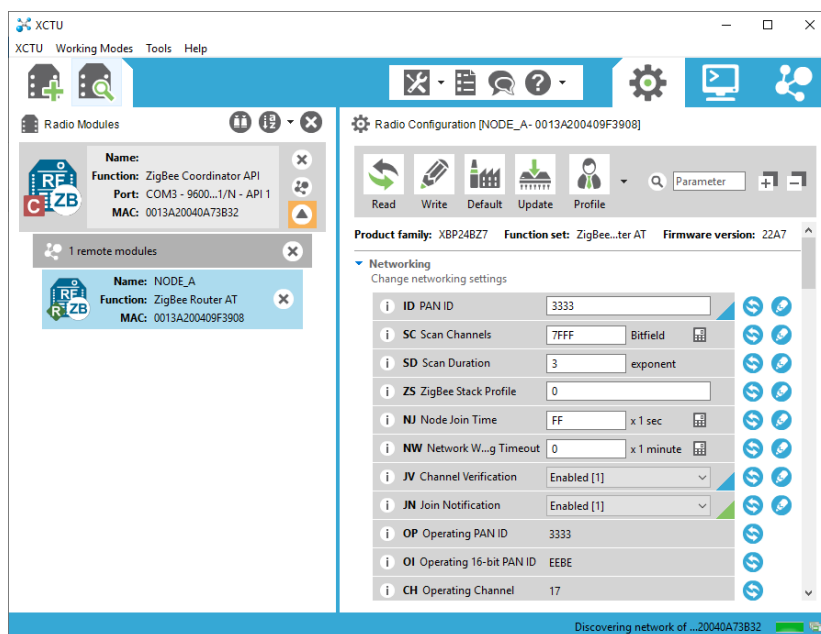 XCTU
XCTU Working Modes Tools Help
Radio Modules
Name:
Function: ZigBee Coordinator API
Port: COM3 - 9600...1/N - API 1
MAC: 0013A20040A73B32
RF
C ZB
1 remote modules
Name: NODE_A
Function: ZigBee Router AT
MAC: 0013A200409F3908
RF
R ZB
Radio Configuration [NODE_A - 0013A200409F3908]
Parameter
Read Write Default Update Profile
Product family: XBP24BZ7 Function set: ZigBee...ter AT Firmware version: 22A7
Networking
Change networking settings
i ID PAN ID 3333
i SC Scan Channels 7FFF Bitfield
i SD Scan Duration 3 exponent
i ZS ZigBee Stack Profile 0
i NJ Node Join Time FF x 1 sec
i NW Network W...g Timeout 0 x 1 minute
i JV Channel Verification Enabled [1]
i JN Join Notification Enabled [1]
i OP Operating PAN ID 3333
i OI Operating 16-bit PAN ID EEBE
i CH Operating Channel 17
Discovering network of ...20040A73B32